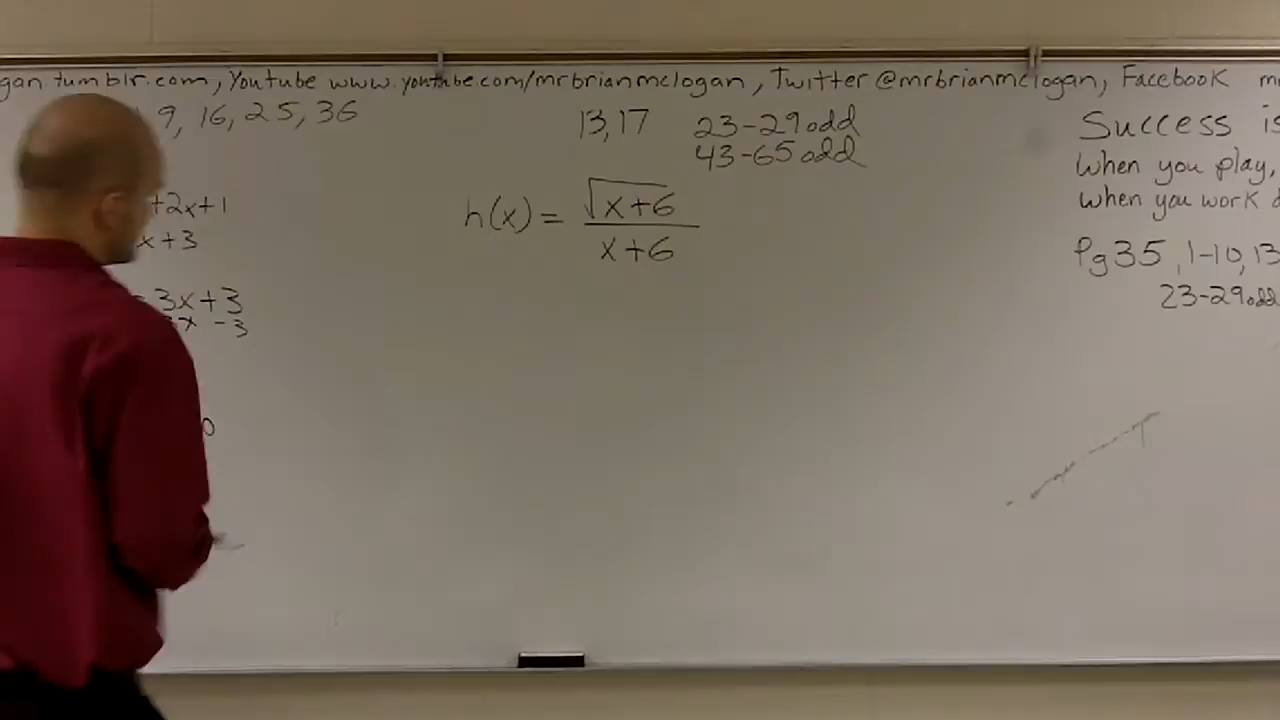 gan.tumblr.com, Youtube www.youtube.com/mrbrianmclogan, Twitter @mrbrianmclogan, Facebook m
9, 16, 25, 36
13, 17 23-29 odd
43-65 odd
Success is
When you play,
when you work d
+2x+1
x+3
3x+3
-3
0
h(x) = √x+6
x+6
Pg 35, 1-10, 13
23-29 odd